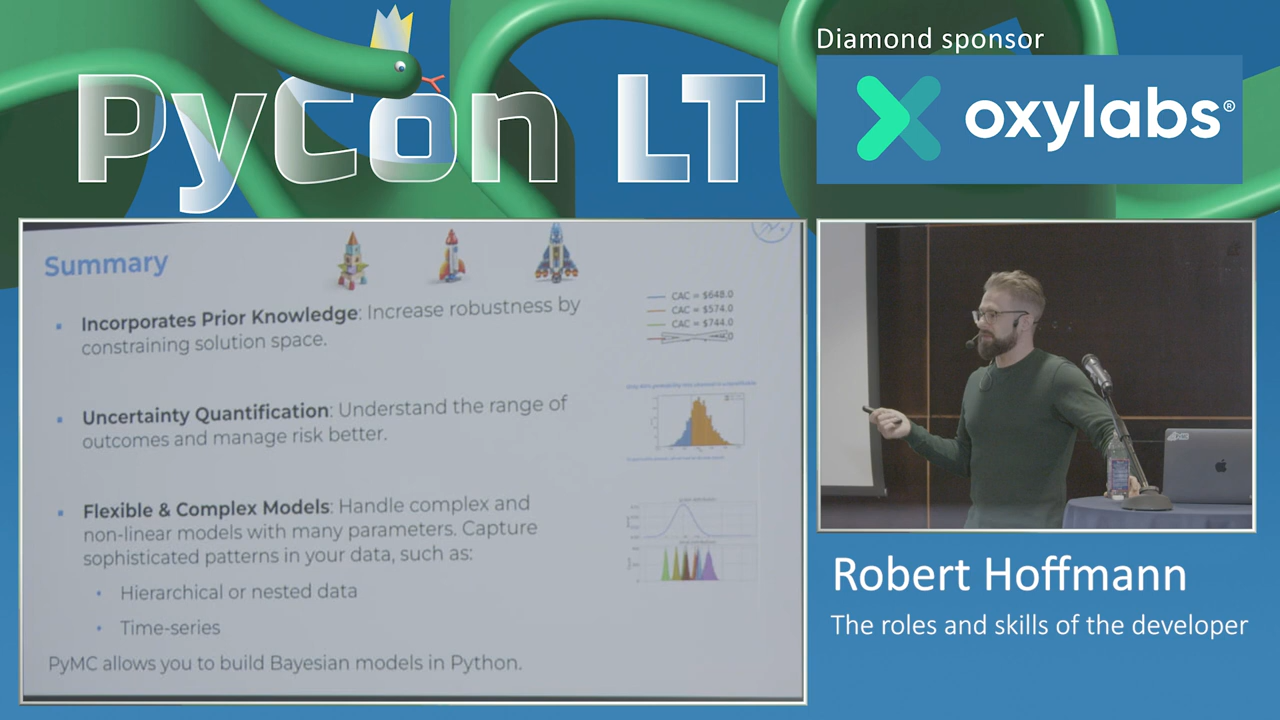 PyCon LT
Diamond sponsor
oxylabs®
Summary
Incorporates Prior Knowledge: Increase robustness by
constraining solution space.
CAC = $648.0
CAC = $574.0
CAC = $744.0
Uncertainty Quantification: Understand the range of
outcomes and manage risk better.
Flexible & Complex Models: Handle complex and
non-linear models with many parameters. Capture
sophisticated patterns in your data, such as:
Hierarchical or nested data
Time-series
PyMC allows you to build Bayesian models in Python.
Robert Hoffmann
The roles and skills of the developer